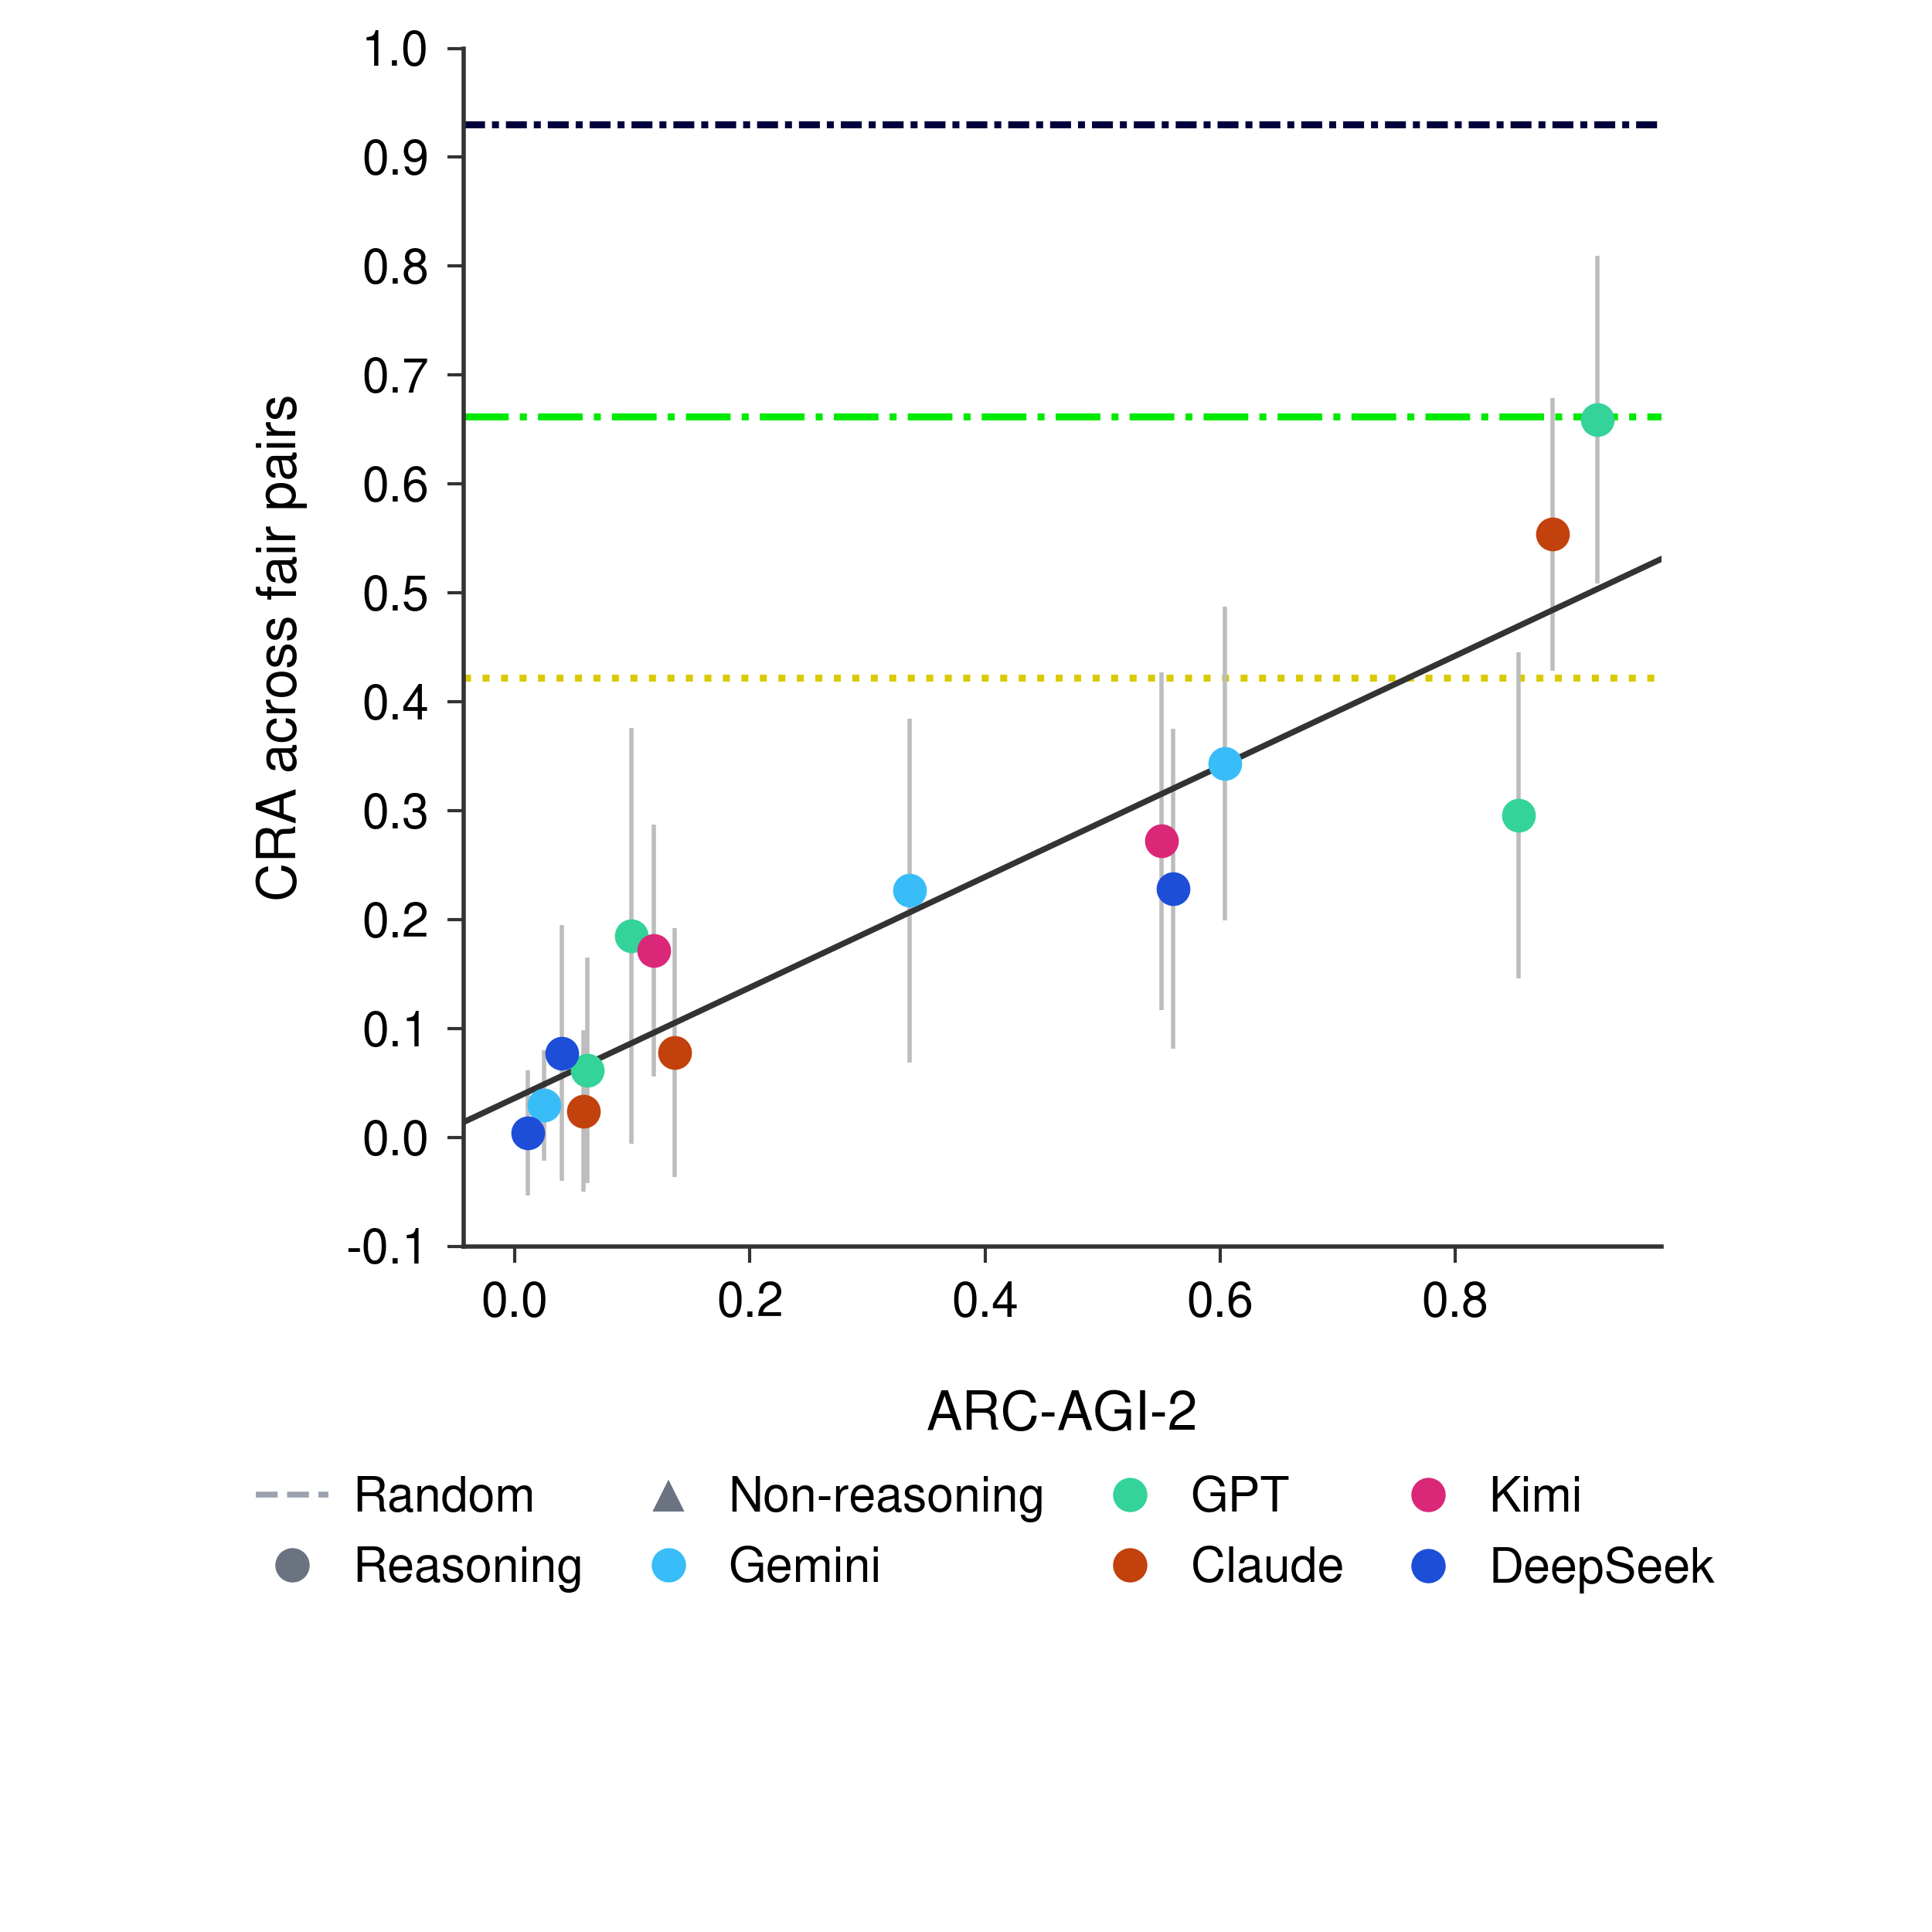 1.0
0.9
0.8
0.7
0.6
0.5
0.4
0.3
0.2
0.1
0.0
-0.1
CRA across fair pairs
0.0 0.2 0.4 0.6 0.8
ARC-AGI-2
Random Non-reasoning GPT Kimi
Reasoning Gemini Claude DeepSeek